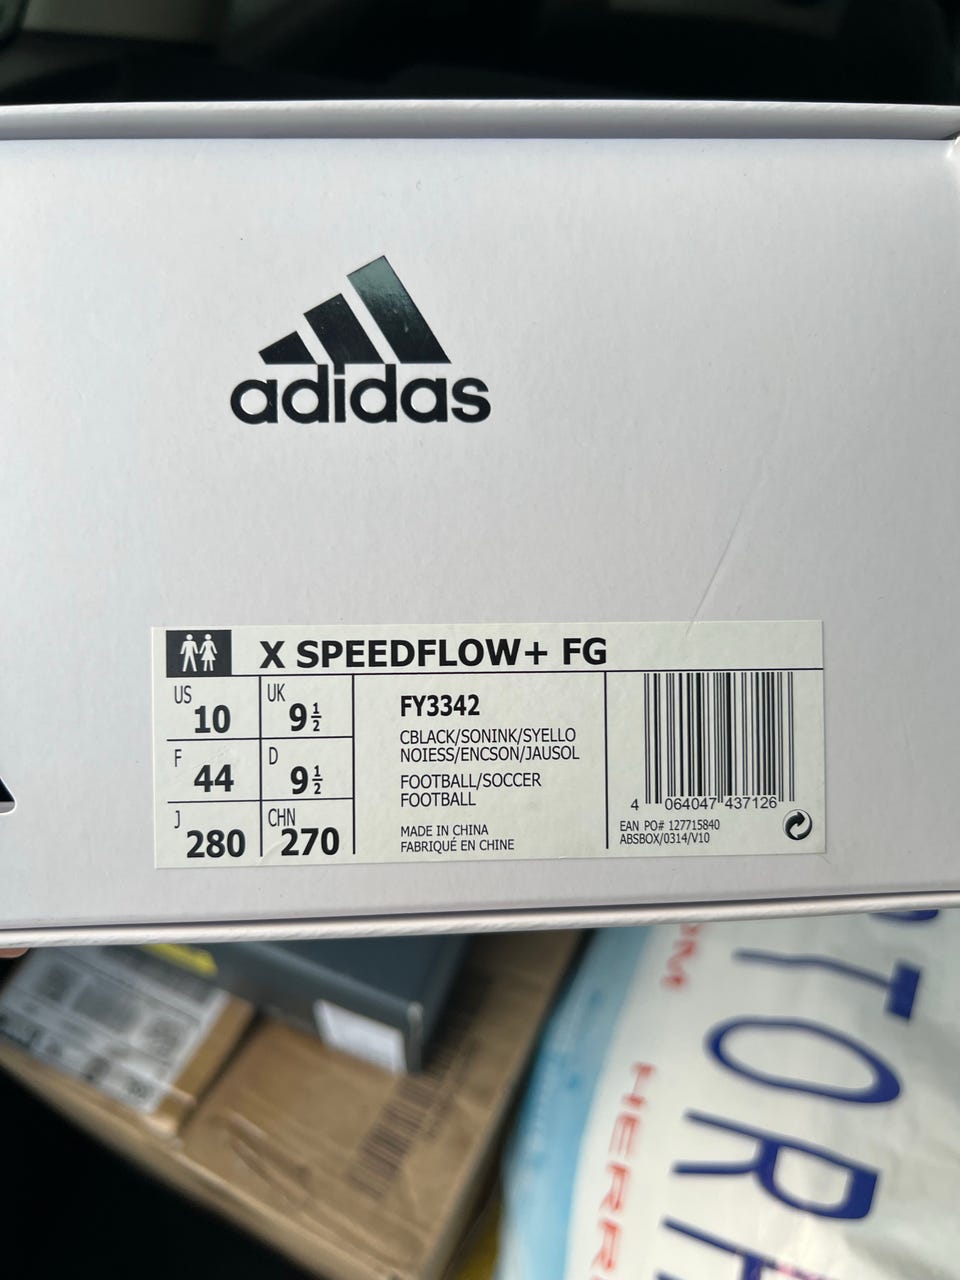 adidas
X SPEEDFLOW+ FG
US 10
UK 9 1/2
F 44
D 9 1/2
J 280
CHN 270
FY3342
CBLACK/SONINK/SYELLO
NOIESS/ENCSON/JAUSOL
FOOTBALL/SOCCER
FOOTBALL
MADE IN CHINA
FABRIQUÉ EN CHINE
4 064047 437126
EAN PO# 127715840
ABSBOX/0314/V10